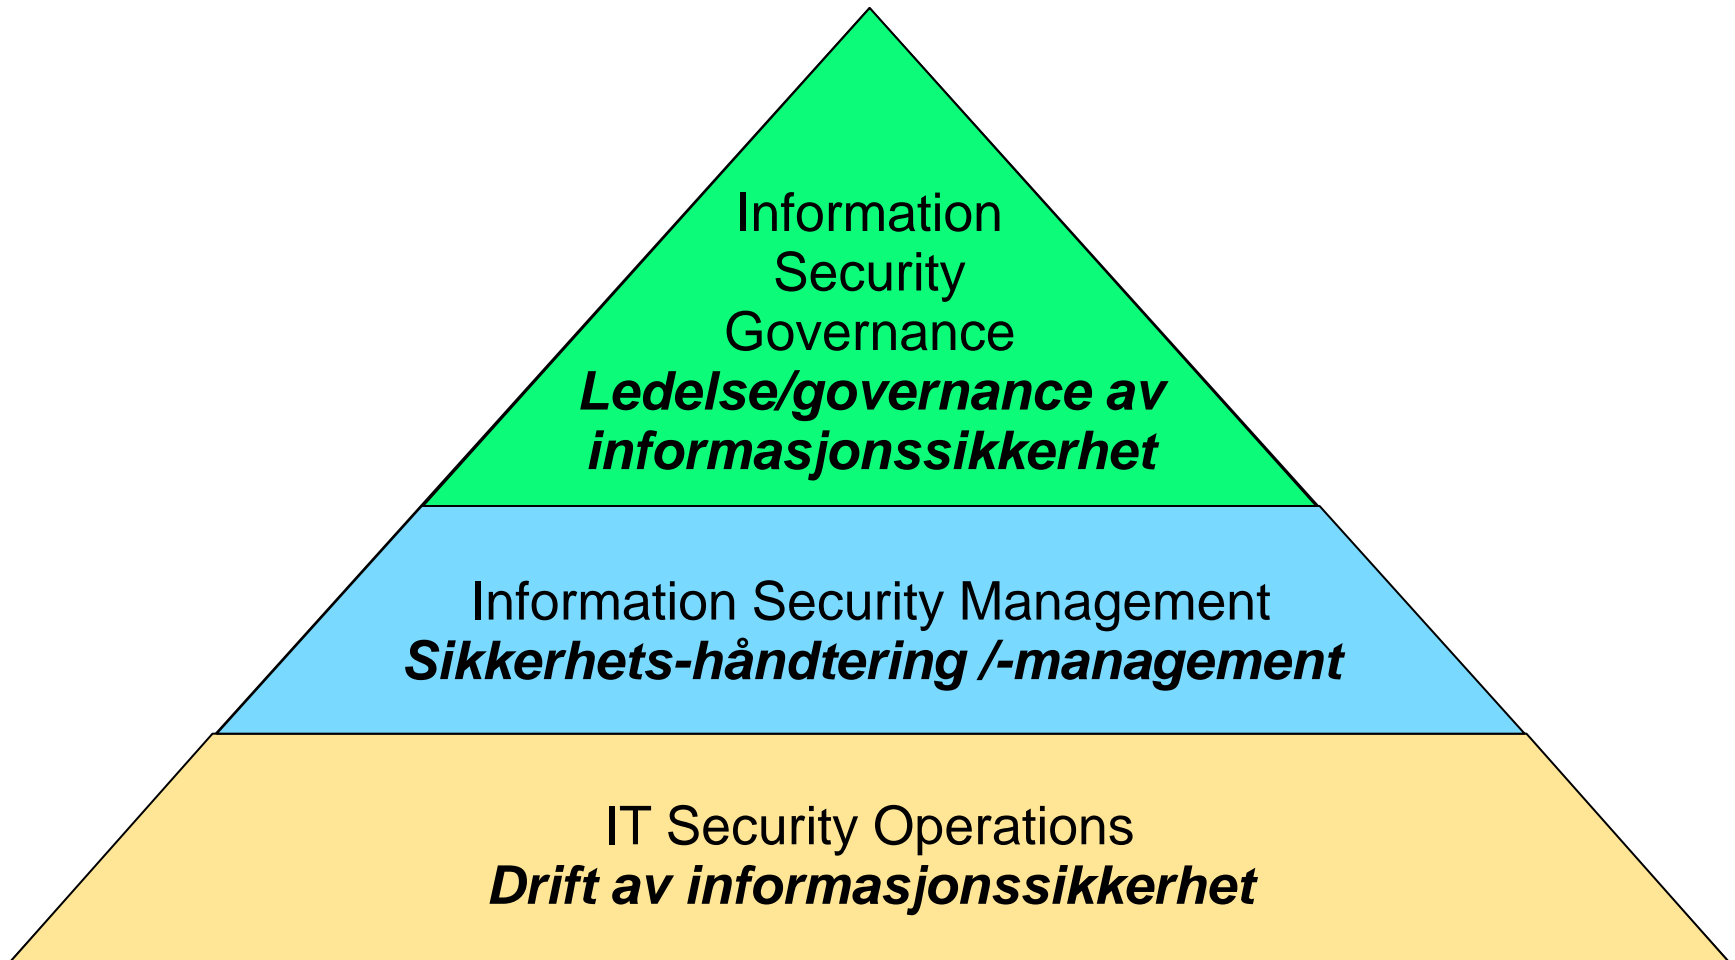 Information
Security
Governance
Ledelse/governance av
informasjonssikkerhet
Information Security Management
Sikkerhets-håndtering /-management
IT Security Operations
Drift av informasjonssikkerhet